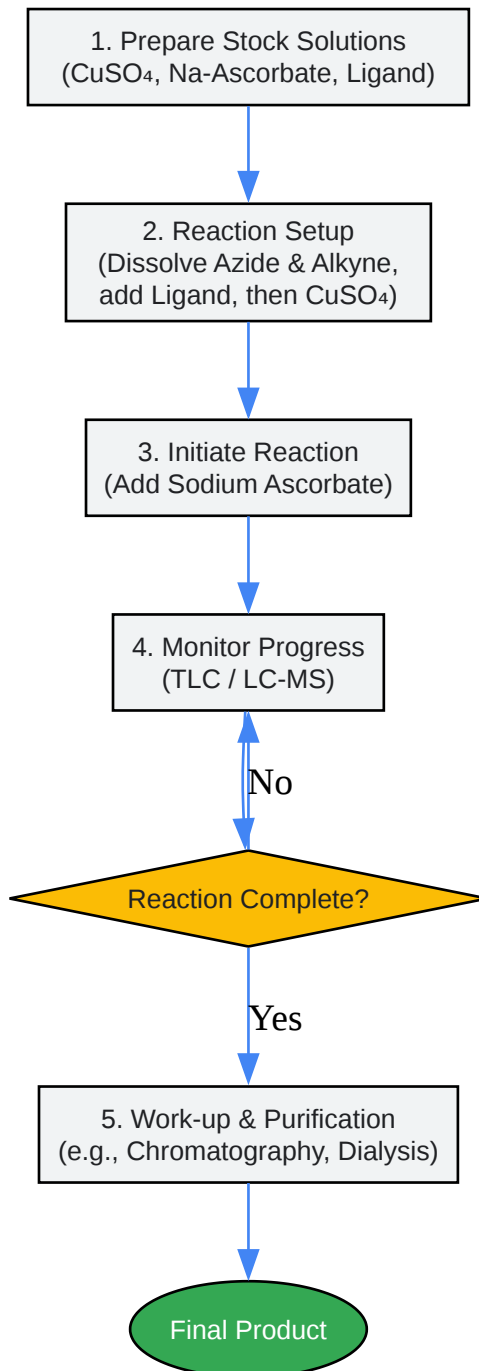 1. Prepare Stock Solutions
(CuSO₄, Na-Ascorbate, Ligand)
2. Reaction Setup
(Dissolve Azide & Alkyne,
add Ligand, then CuSO₄)
3. Initiate Reaction
(Add Sodium Ascorbate)
4. Monitor Progress
(TLC / LC-MS)
No
Reaction Complete?
Yes
5. Work-up & Purification
(e.g., Chromatography, Dialysis)
Final Product